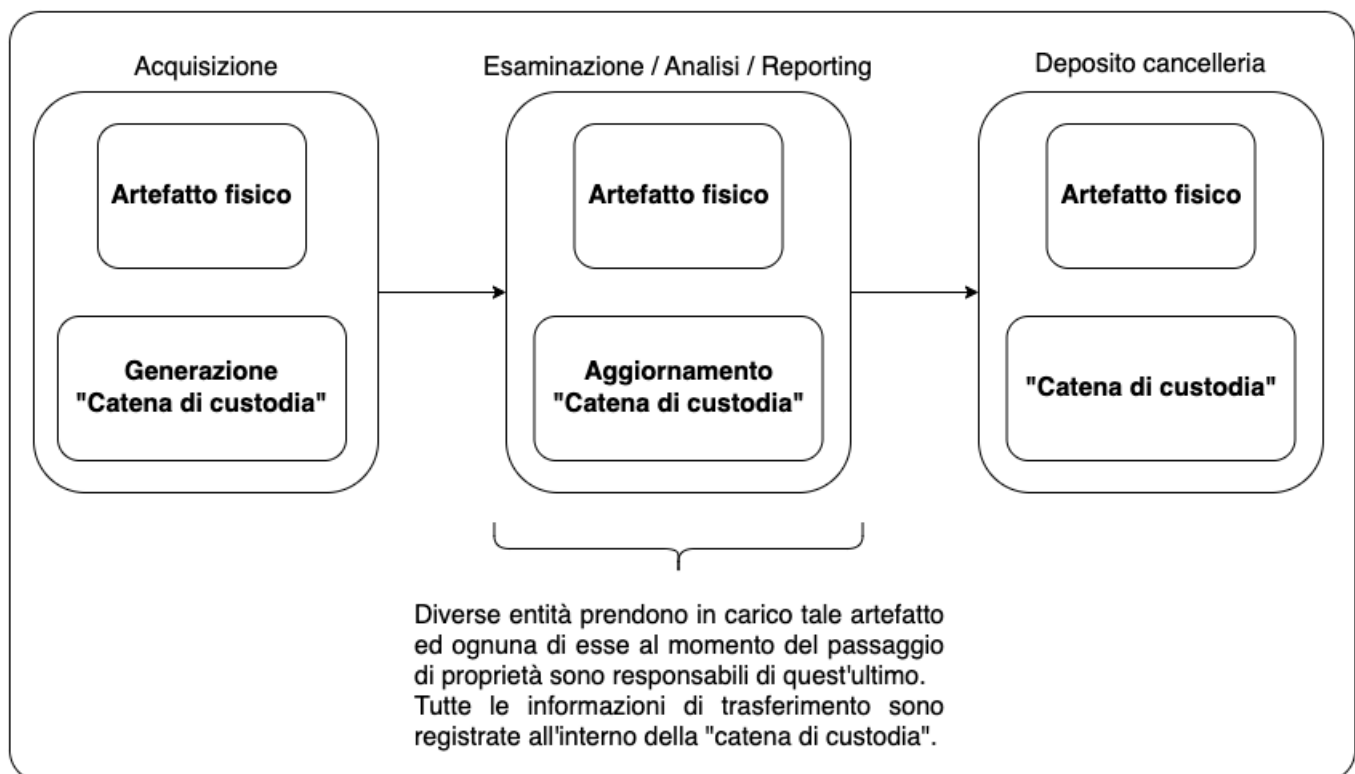 Acquisizione
Esaminazione / Analisi / Reporting
Deposito cancelleria
Artefatto fisico
Artefatto fisico
Artefatto fisico
Generazione
"Catena di custodia"
Aggiornamento
"Catena di custodia"
"Catena di custodia"
Diverse entità prendono in carico tale artefatto
ed ognuna di esse al momento del passaggio
di proprietà sono responsabili di quest'ultimo.
Tutte le informazioni di trasferimento sono
registrate all'interno della "catena di custodia".